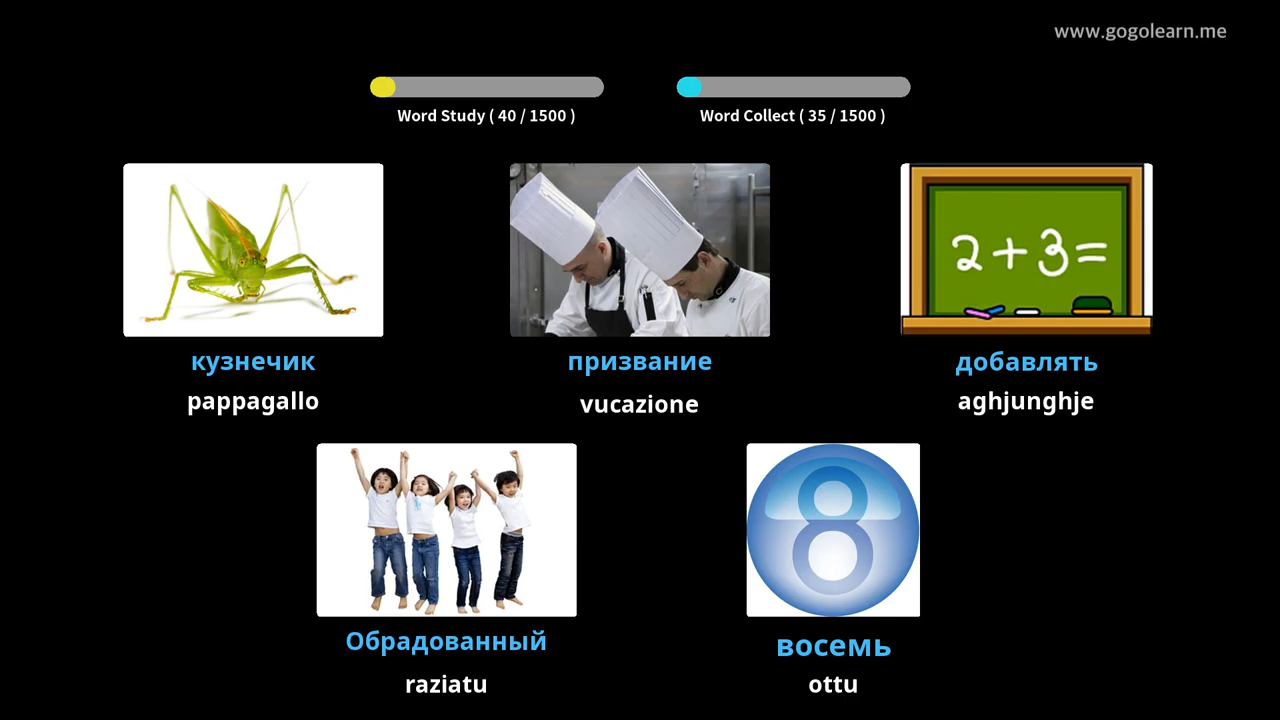 www.gogolearn.me
Word Study ( 40 / 1500 )
Word Collect ( 35 / 1500 )
2+3=
кузнечик
призвание
добавлять
pappagallo
vucazione
aghjunghje
8
Обрадованный
восемь
raziatu
ottu